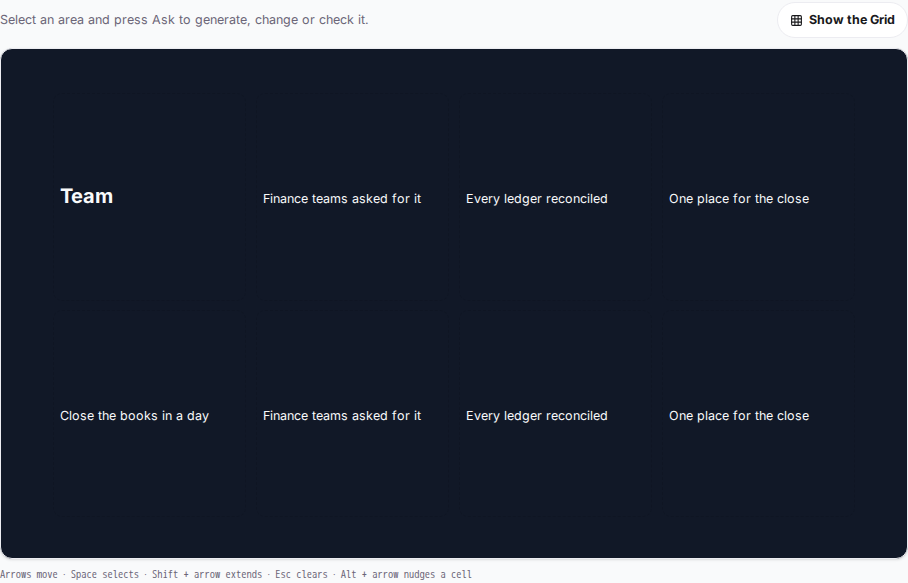 Select an area and press Ask to generate, change or check it.
Show the Grid
Team
Finance teams asked for it
Every ledger reconciled
One place for the close
Close the books in a day
Finance teams asked for it
Every ledger reconciled
One place for the close
Arrows move · Space selects · Shift + arrow extends · Esc clears · Alt + arrow nudges a cell